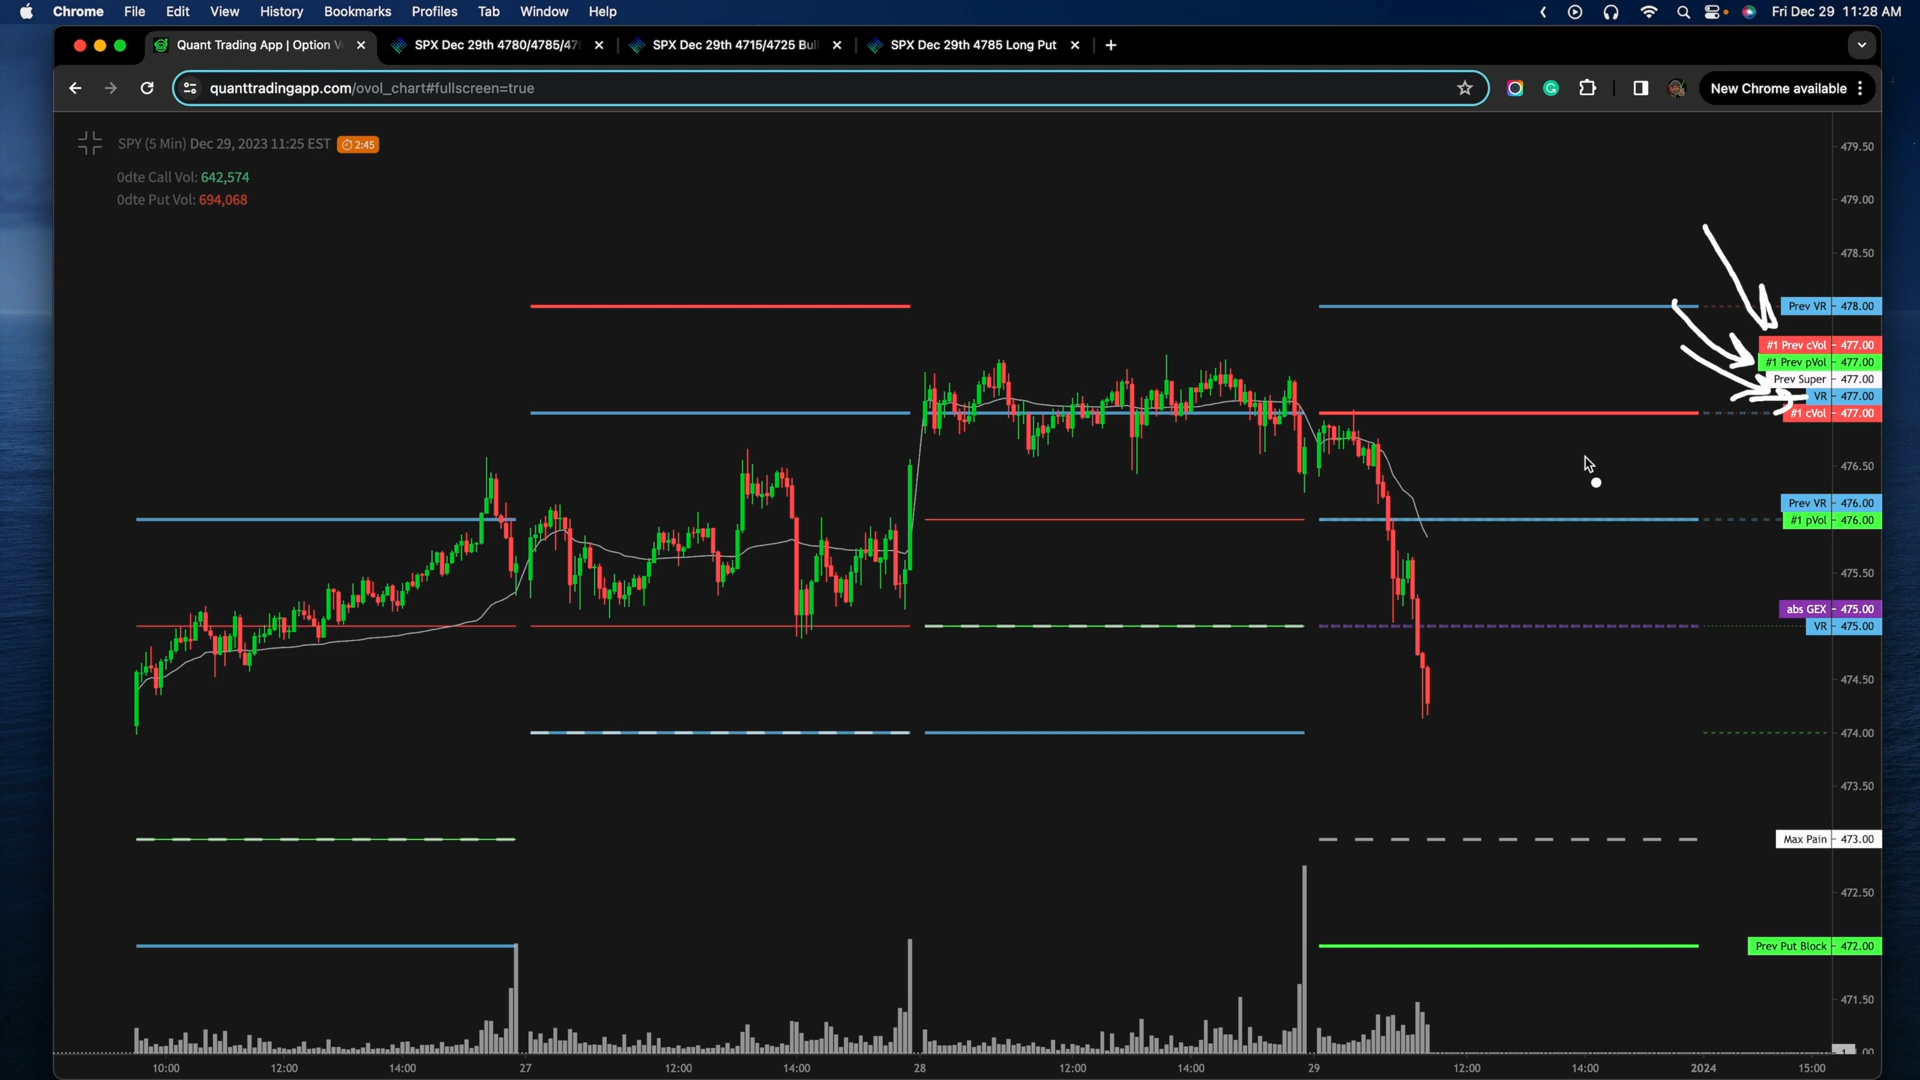 Chrome File Edit View History Bookmarks Profiles Tab Window Help Fri Dec 29 11:28 AM
Quant Trading App | Option V SPX Dec 29th 4780/4785/47 SPX Dec 29th 4715/4725 Bul SPX Dec 29th 4785 Long Put
quanttradingapp.com/ovol_chart#fullscreen=true New Chrome available
SPY (5 Min) Dec 29, 2023 11:25 EST 2:45
0dte Call Vol: 642,574
0dte Put Vol: 694,068
479.50
479.00
478.50
Prev VR 478.00
#1 Prev cVol 477.00
#1 Prev pVol 477.00
Prev Super 477.00
VR 477.00
#1 cVol 477.00
476.50
Prev VR 476.00
#1 pVol 476.00
475.50
abs GEX 475.00
VR 475.00
474.50
474.00
473.50
Max Pain 473.00
472.50
Prev Put Block 472.00
471.50
10:00 12:00 14:00 27 12:00 14:00 28 12:00 14:00 29 12:00 14:00 2024 15:00